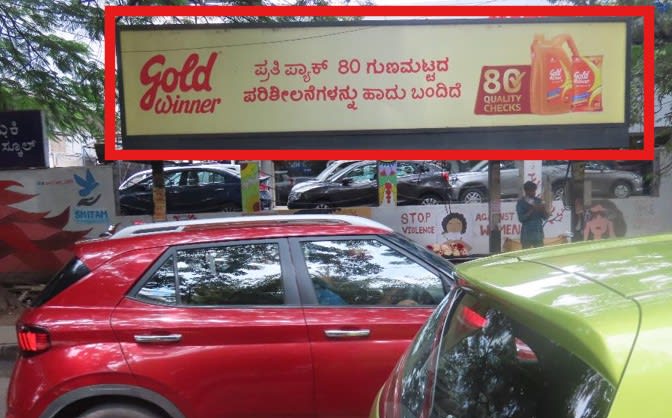 Gold
Winner
ಪ್ರತಿ ಪ್ಯಾಕ್ 80 ಗುಣಮಟ್ಟದ
ಪರಿಶೀಲನೆಗಳನ್ನು ಹಾದು ಬಂದಿದೆ
80
QUALITY
CHECKS
STOP
VIOLENCE
AGAINST
WOMEN